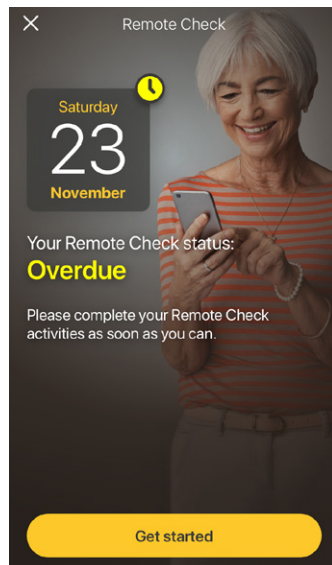 Remote Check
Saturday
23
November
Your Remote Check status:
Overdue
Please complete your Remote Check
activities as soon as you can.
Get started